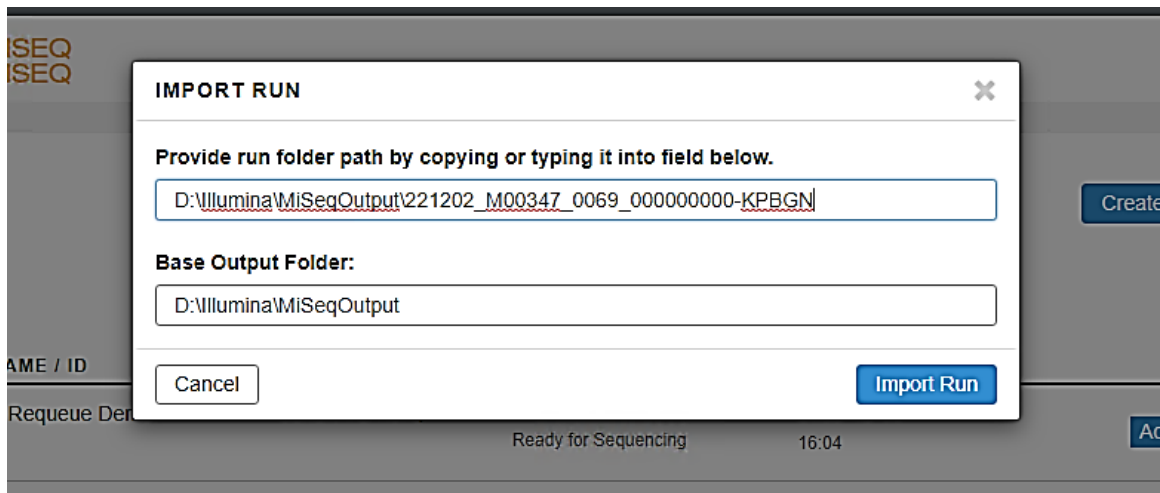 ISEQ
ISEQ
IMPORT RUN
Provide run folder path by copying or typing it into field below.
D:\Illumina\MiSeqOutput\221202_M00347_0069_000000000-KPBGN
Create
Base Output Folder:
D:\Illumina\MiSeqOutput
AME / ID
Cancel
Import Run
Requeue Der
Ready for Sequencing
16:04
Ac